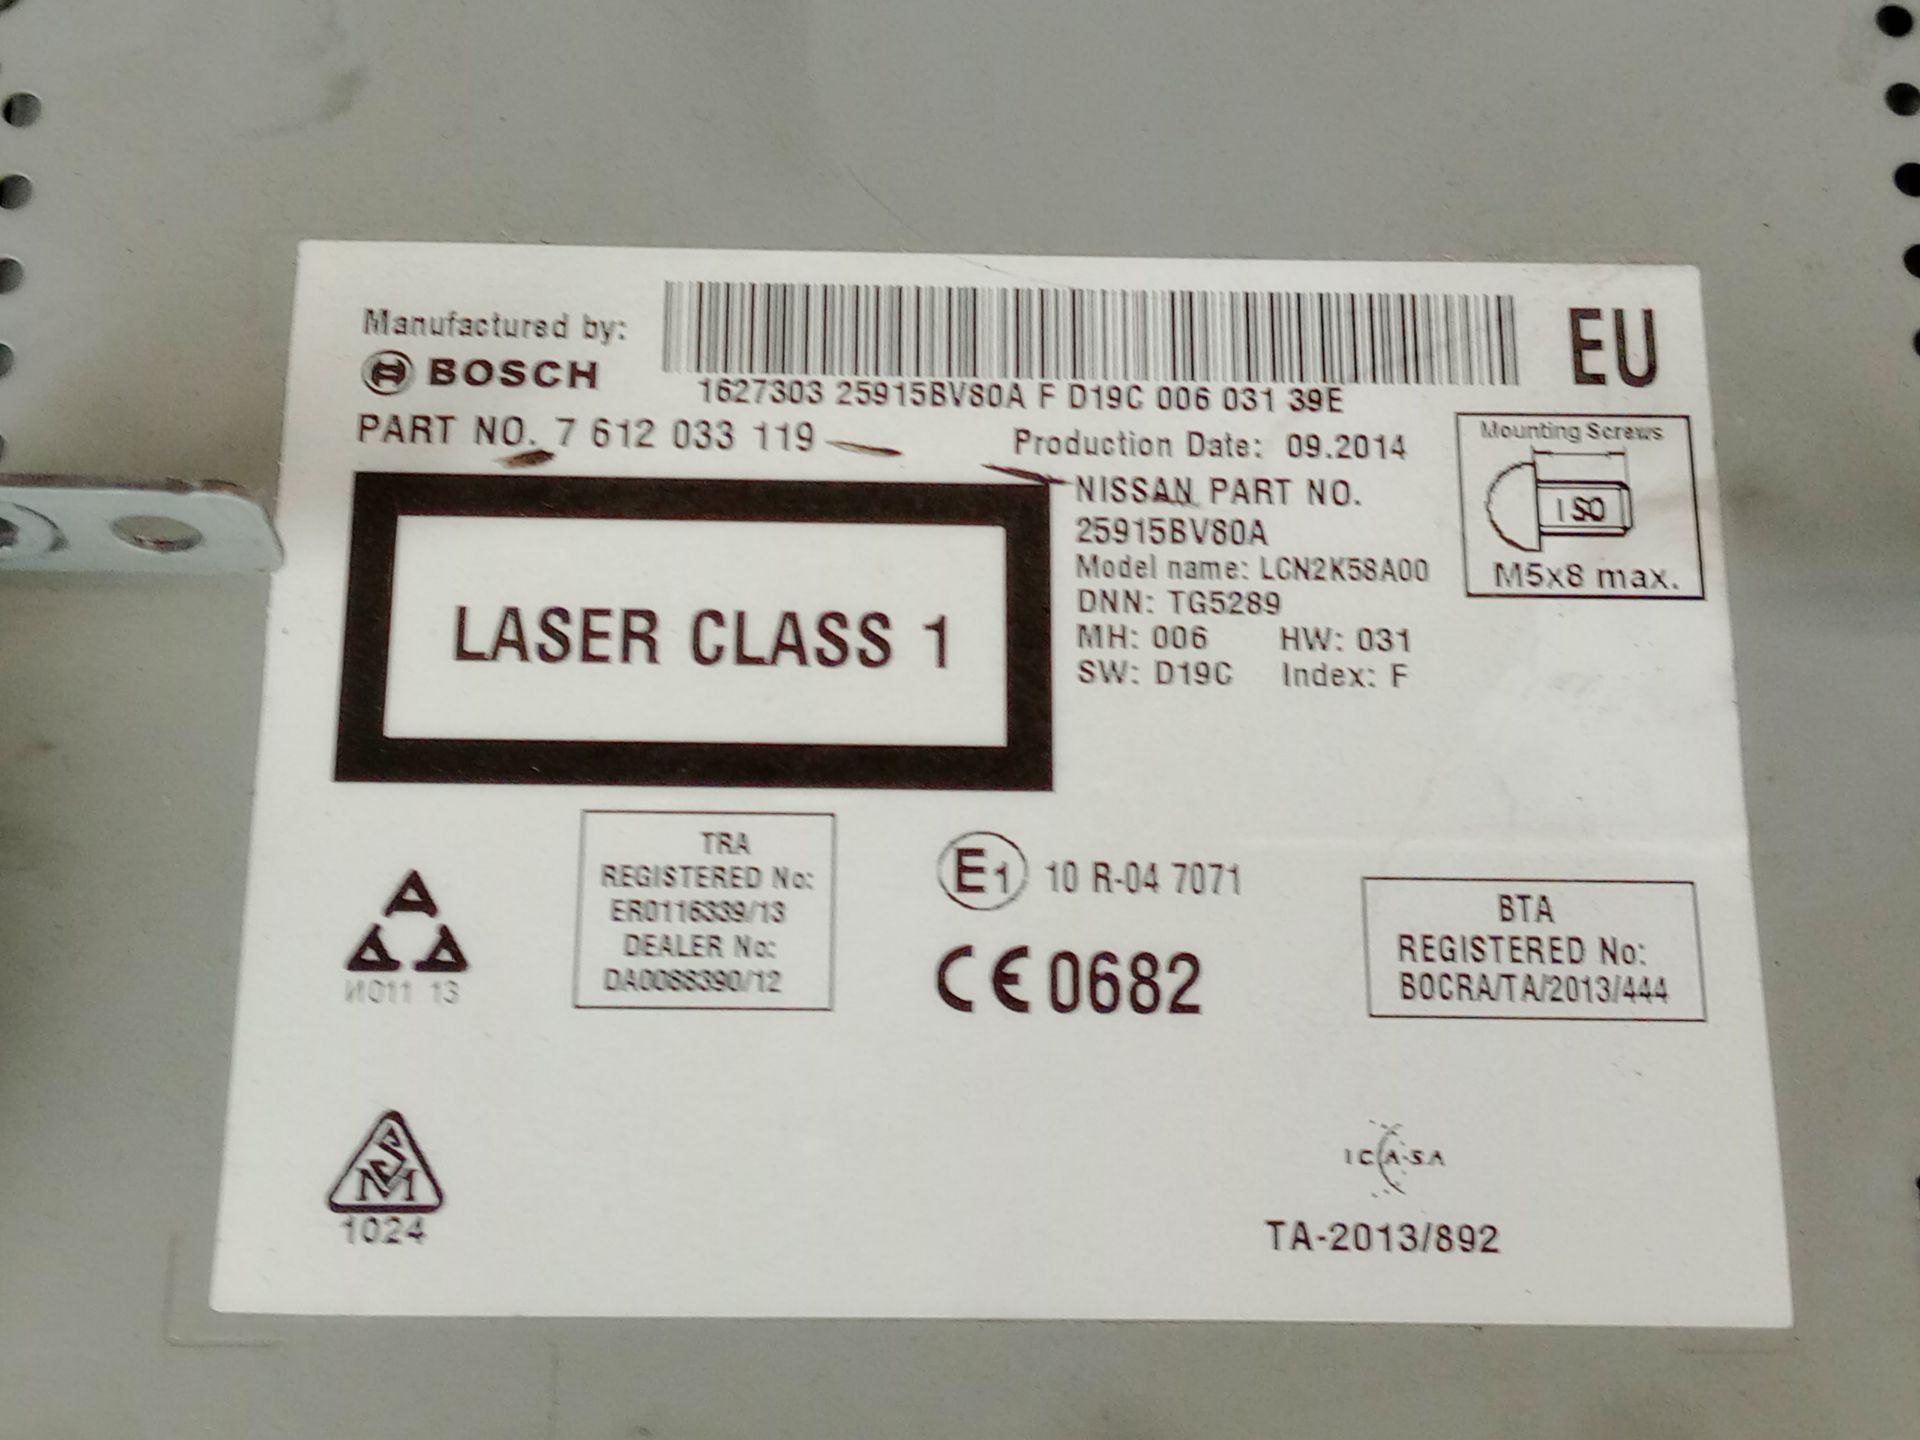 Manufactured by:
BOSCH
EU
1627303 25915BV80A F D19C 006 031 39E
PART NO. 7 612 033 119
Production Date: 09.2014
Mounting Screws
ISO
M5x8 max.
NISSAN PART NO.
25915BV80A
Model name: LCN2K58A00
DNN: TG5289
MH: 006 HW: 031
SW: D19C Index: F
LASER CLASS 1
TRA
REGISTERED No:
ER0116339/13
DEALER No:
DA0088390/12
E1 10 R-04 7071
CE 0682
BTA
REGISTERED No:
BOCRA/TA/2013/444
A
A A
И011 13
S
M
1024
ICASA
TA-2013/892